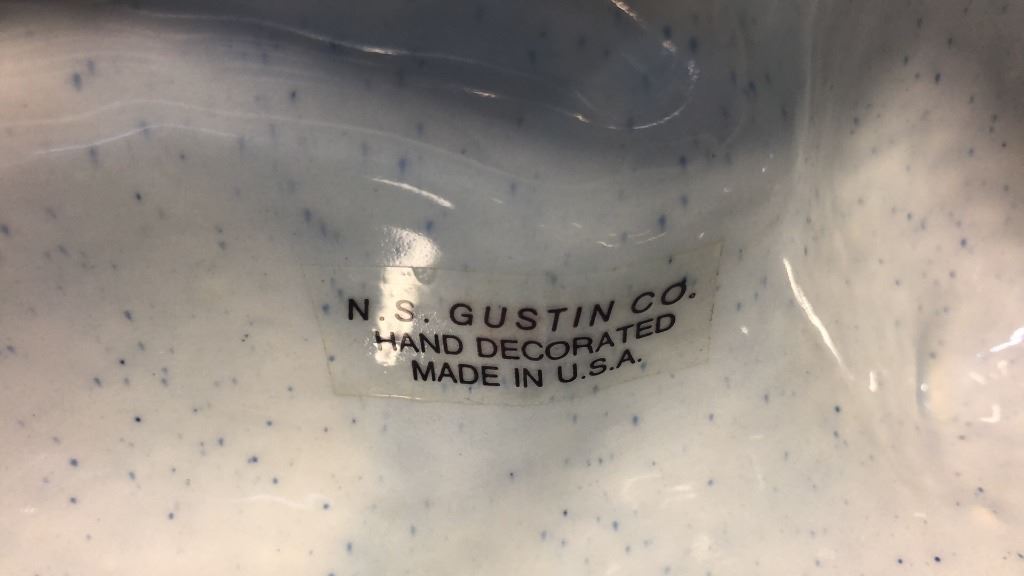 N.S. GUSTIN CO.
HAND DECORATED
MADE IN U.S.A.